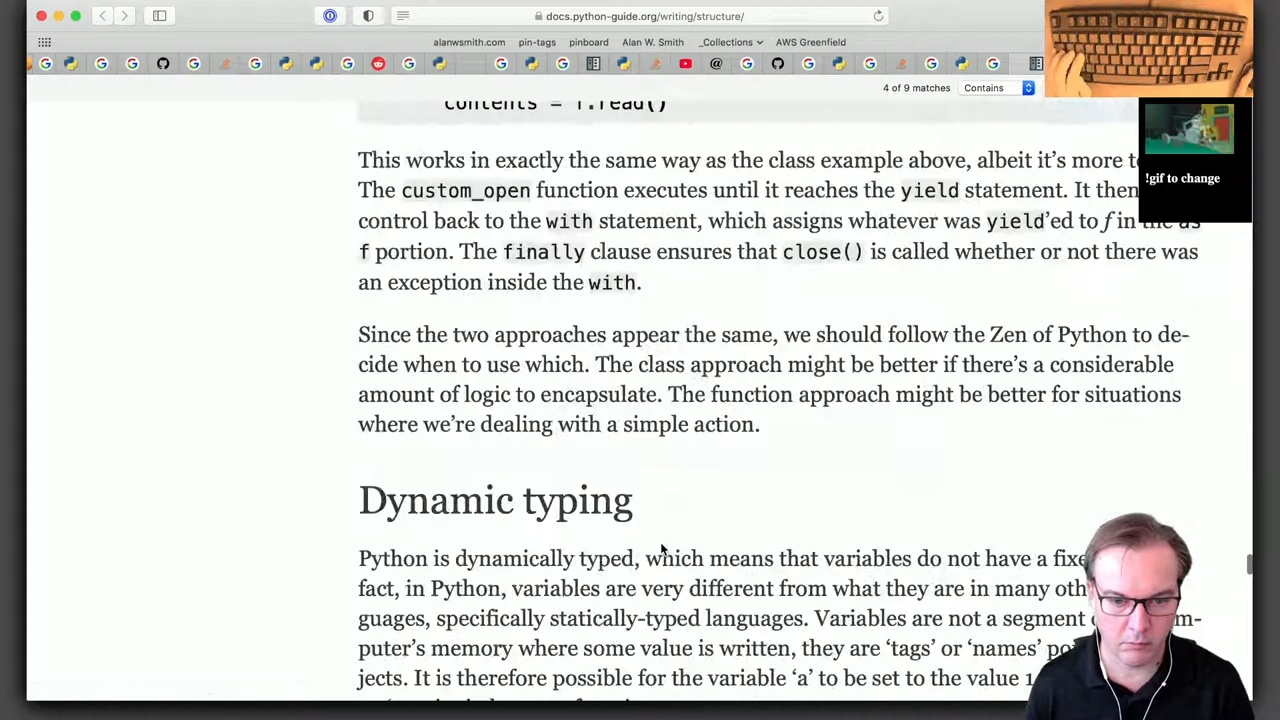 docs.python-guide.org/writing/structure/
alanwsmith.com pin-tags pinboard Alan W. Smith _Collections AWS Greenfield
4 of 9 matches Contains
contents = f.read()
This works in exactly the same way as the class example above, albeit it's more
The custom_open function executes until it reaches the yield statement. It then
control back to the with statement, which assigns whatever was yield'ed to f in the as
f portion. The finally clause ensures that close() is called whether or not there was
an exception inside the with.
Since the two approaches appear the same, we should follow the Zen of Python to de-
cide when to use which. The class approach might be better if there's a considerable
amount of logic to encapsulate. The function approach might be better for situations
where we're dealing with a simple action.
Dynamic typing
Python is dynamically typed, which means that variables do not have a
fact, in Python, variables are very different from what they are in many
guages, specifically statically-typed languages. Variables are not a segment
puter's memory where some value is written, they are 'tags' or 'names'
jects. It is therefore possible for the variable 'a' to be set to the value 1
!gif to change